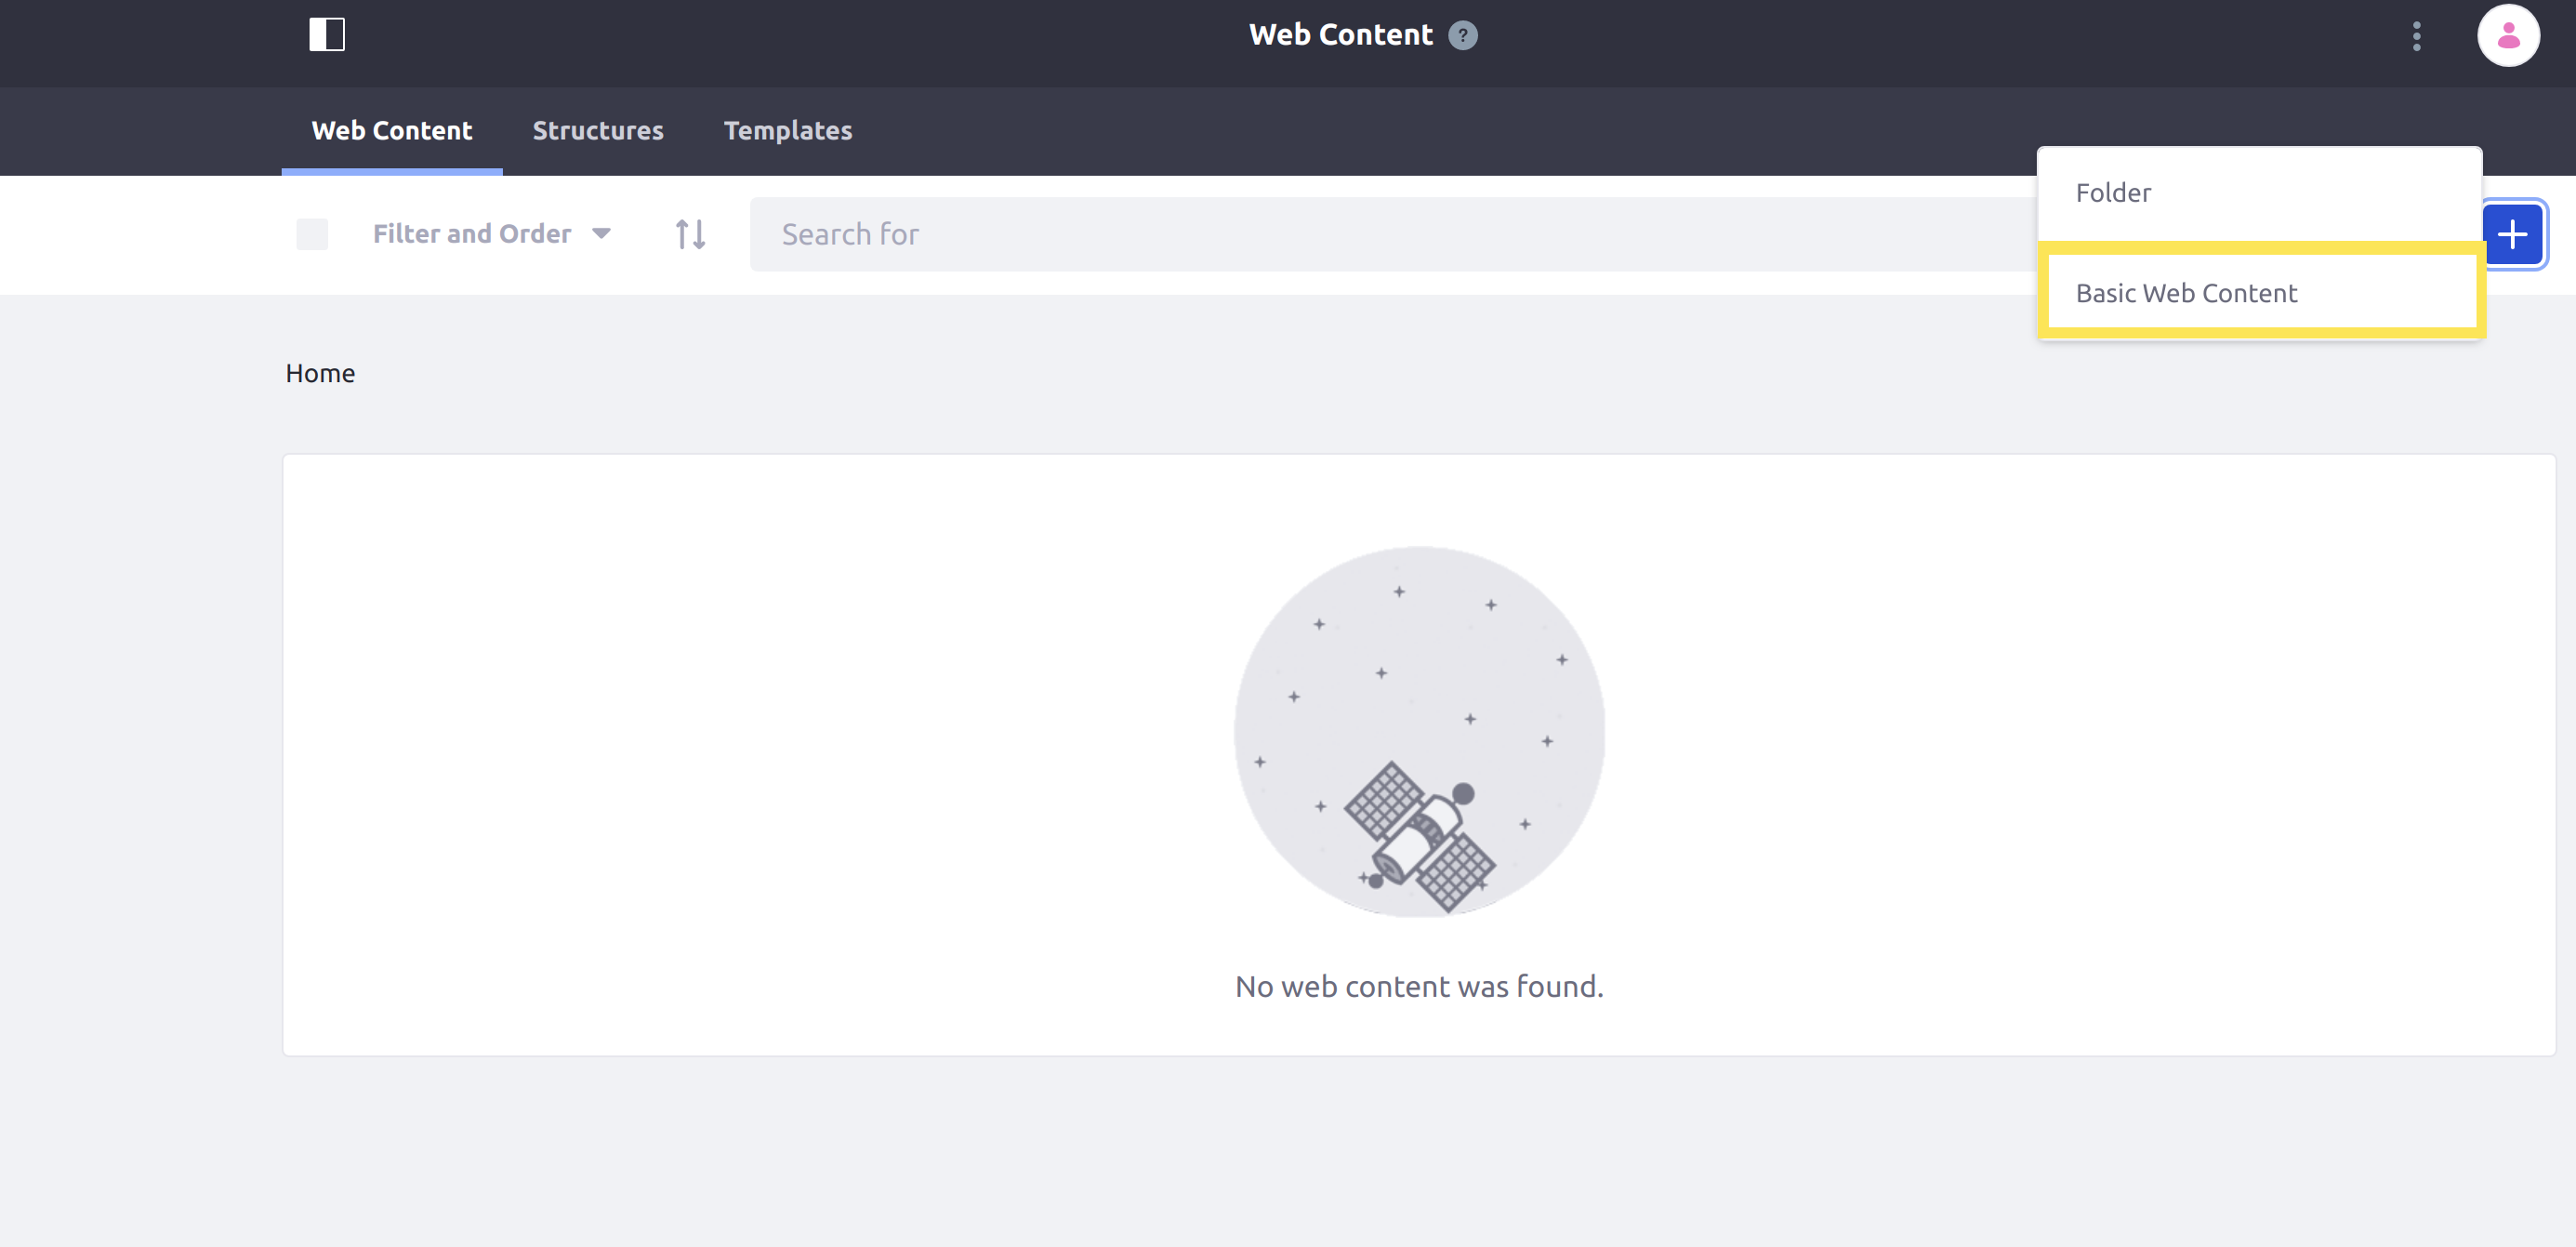 Web Content ?
Web Content Structures Templates
Folder
Filter and Order Search for
Basic Web Content
Home
No web content was found.